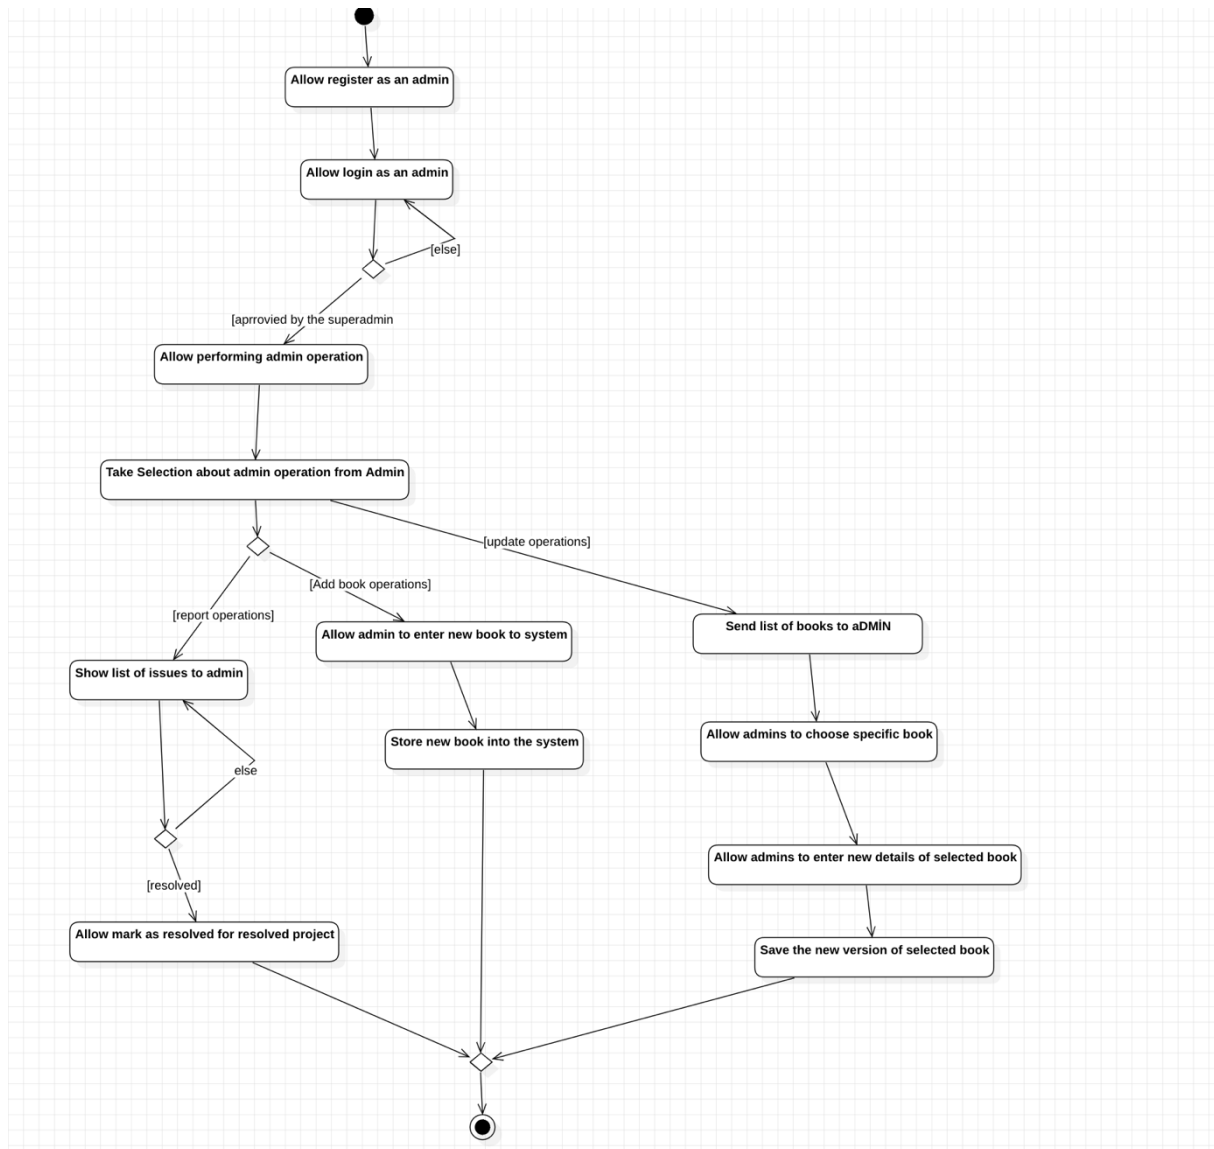 Allow register as an admin
Allow login as an admin
[else]
[aprrovied by the superadmin
Allow performing admin operation
Take Selection about admin operation from Admin
[update operations]
[Add book operations]
[report operations]
Send list of books to aDMİN
Allow admin to enter new book to system
Show list of issues to admin
Allow admins to choose specific book
Store new book into the system
else
Allow admins to enter new details of selected book
[resolved]
Allow mark as resolved for resolved project
Save the new version of selected book